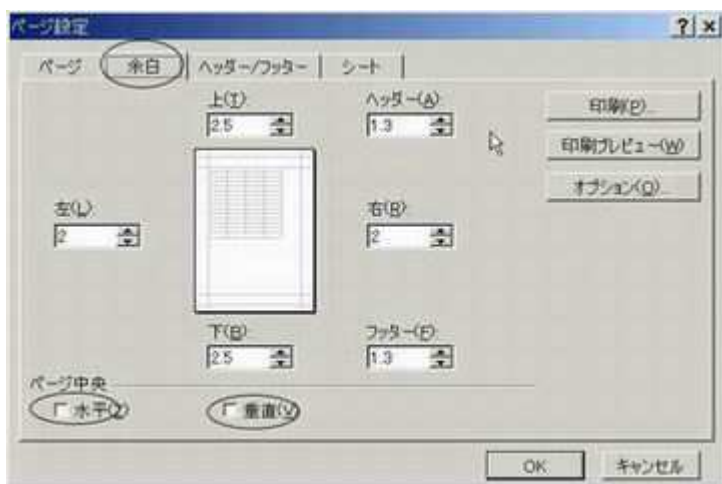 ページ設定
ページ 余白 ヘッダー/フッター シート
上(T) ヘッダー(A) 印刷(P)...
2.5 1.3
印刷プレビュー(W)
オプション(O)...
左(L) 右(R)
2 2
下(B) フッター(F)
2.5 1.3
ページ中央
水平(Z) 垂直(V)
OK キャンセル